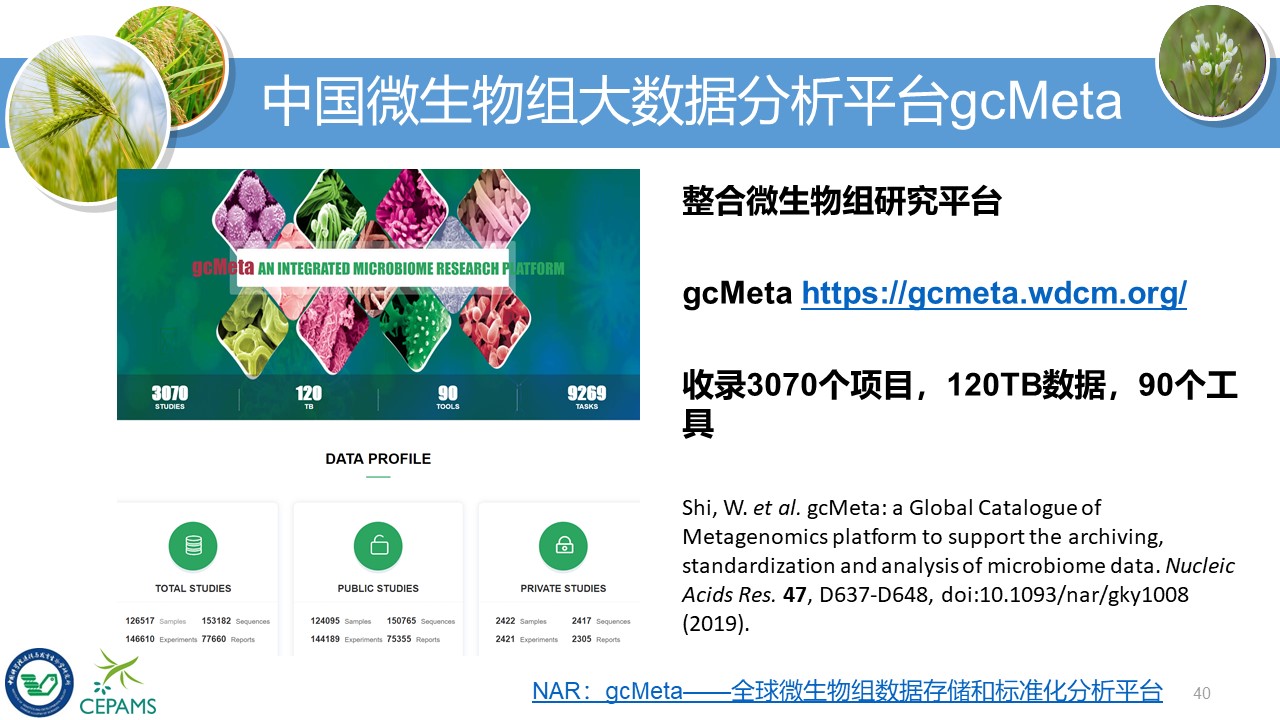 中国微生物组大数据分析平台gcMeta
gcMeta AN INTEGRATED MICROBIOME RESEARCH PLATFORM
3070 120 90 9269
STUDIES TB TOOLS TASKS
DATA PROFILE
TOTAL STUDIES
126517 Samples 153182 Sequences
146610 Experiments 77660 Reports
PUBLIC STUDIES
124095 Samples 150765 Sequences
144189 Experiments 75355 Reports
PRIVATE STUDIES
2422 Samples 2417 Sequences
2421 Experiments 2305 Reports
整合微生物组研究平台
gcMeta https://gcmeta.wdcm.org/
收录3070个项目，120TB数据，90个工
具
Shi, W. et al. gcMeta: a Global Catalogue of
Metagenomics platform to support the archiving,
standardization and analysis of microbiome data. Nucleic
Acids Res. 47, D637-D648, doi:10.1093/nar/gky1008
(2019).
CEPAMS
NAR：gcMeta——全球微生物组数据存储和标准化分析平台
40